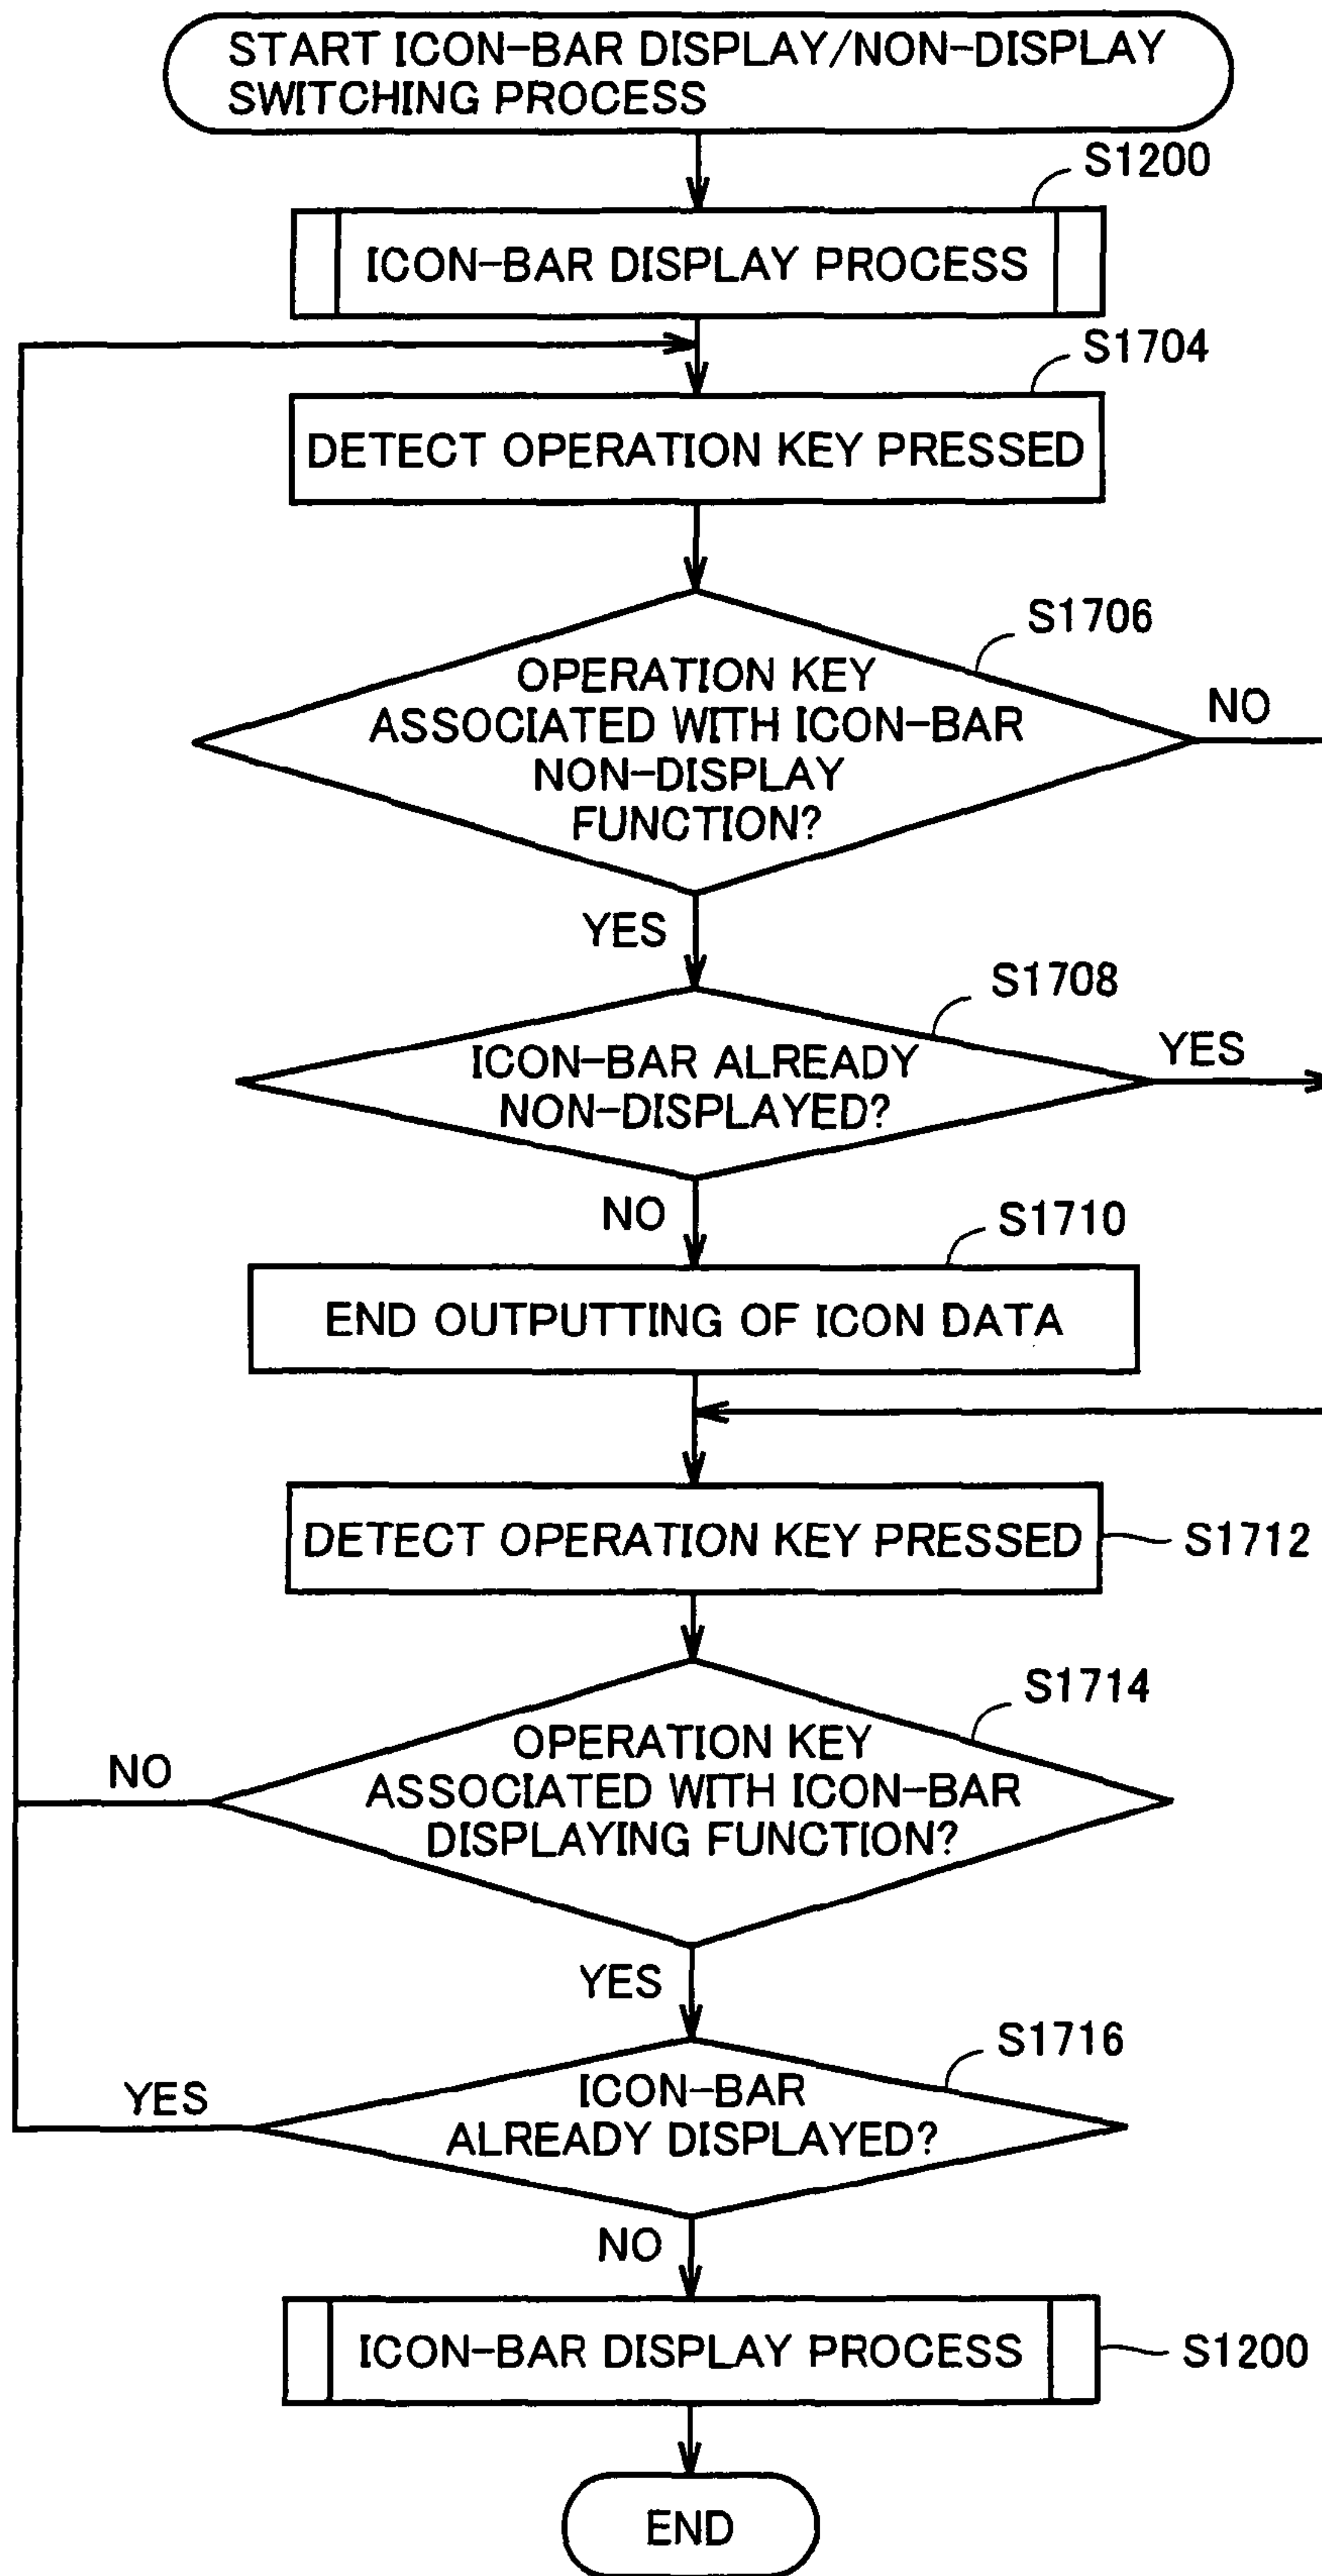 START ICON-BAR DISPLAY/NON-DISPLAY
SWITCHING PROCESS
S1200
ICON-BAR DISPLAY PROCESS
S1704
DETECT OPERATION KEY PRESSED
S1706
OPERATION KEY
ASSOCIATED WITH ICON-BAR
NON-DISPLAY
FUNCTION?
NO
YES
S1708
ICON-BAR ALREADY
NON-DISPLAYED?
YES
NO
S1710
END OUTPUTTING OF ICON DATA
DETECT OPERATION KEY PRESSED
S1712
S1714
OPERATION KEY
ASSOCIATED WITH ICON-BAR
DISPLAYING FUNCTION?
NO
YES
S1716
ICON-BAR
ALREADY DISPLAYED?
YES
NO
ICON-BAR DISPLAY PROCESS
S1200
END